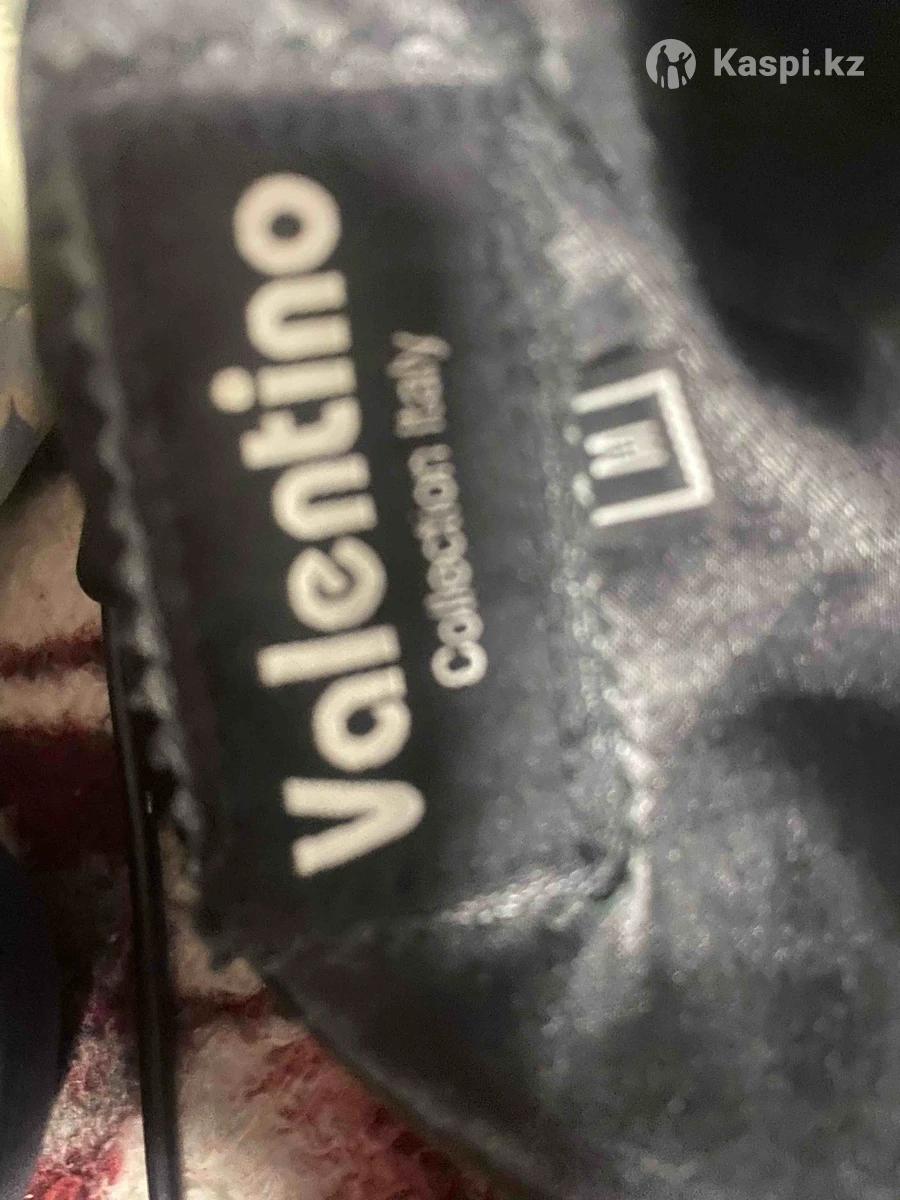 Kaspi.kz
Valentino
Collection Italy
M